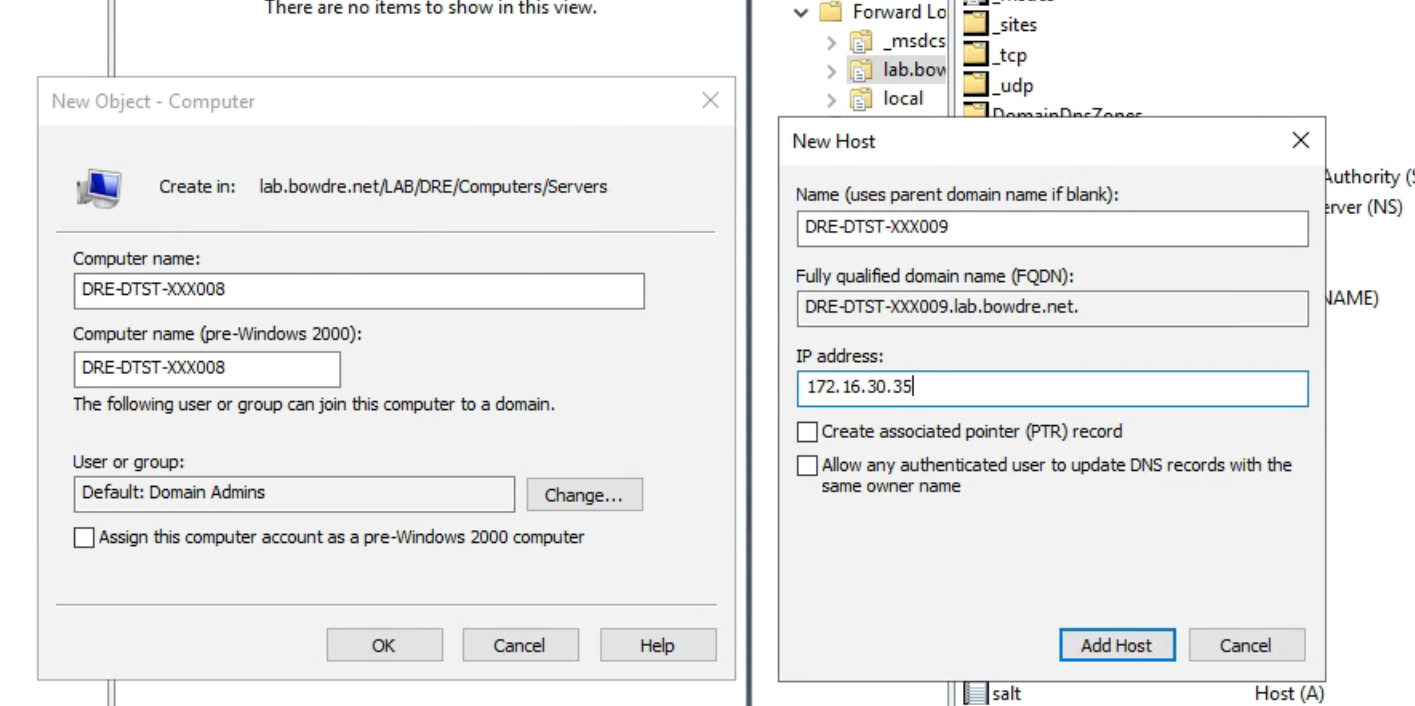 There are no items to show in this view.
New Object - Computer
Create in: lab.bowdre.net/LAB/DRE/Computers/Servers
Computer name:
DRE-DTST-XXX008
Computer name (pre-Windows 2000):
DRE-DTST-XXX008
The following user or group can join this computer to a domain.
User or group:
Default: Domain Admins
Change...
Assign this computer account as a pre-Windows 2000 computer
OK Cancel Help
Forward Lo
_msdcs
lab.bow
local
_msdcs
_sites
_tcp
_udp
DomainDnsZones
New Host
Name (uses parent domain name if blank):
DRE-DTST-XXX009
Fully qualified domain name (FQDN):
DRE-DTST-XXX009.lab.bowdre.net.
IP address:
172.16.30.35
Create associated pointer (PTR) record
Allow any authenticated user to update DNS records with the
same owner name
Add Host Cancel
Authority (S
erver (NS)
NAME)
salt Host (A)